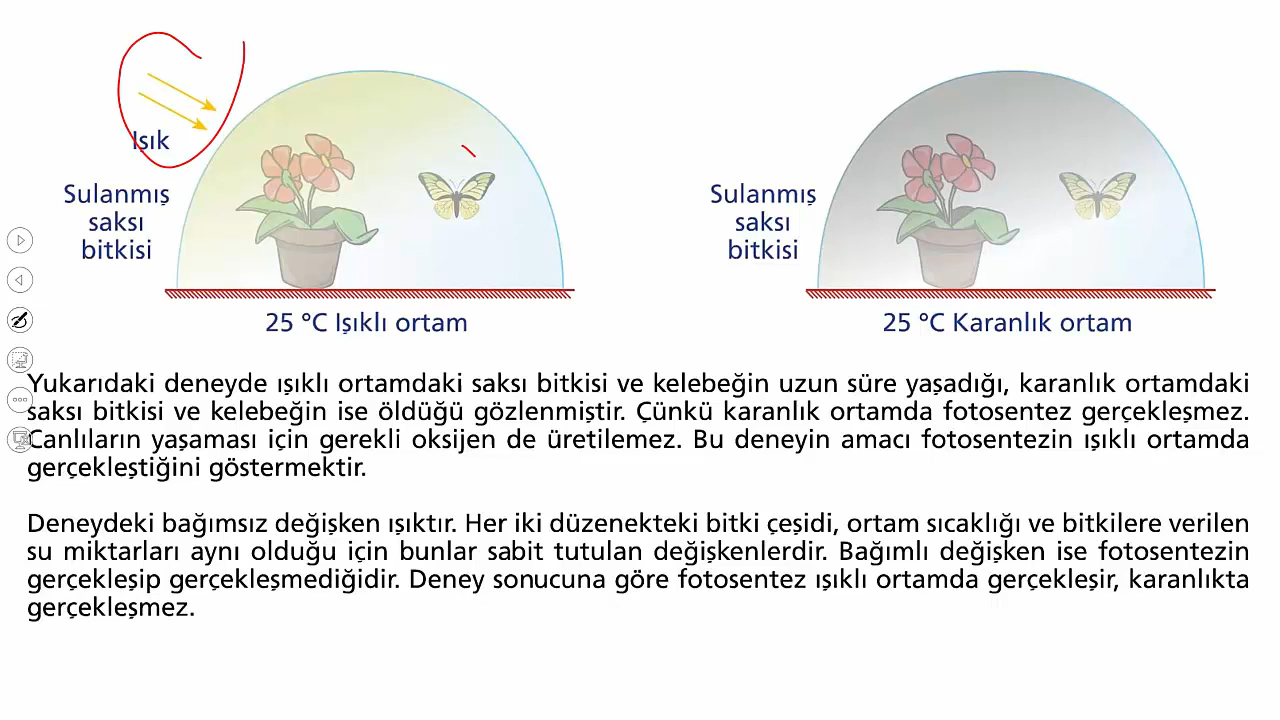 Işık
Sulanmış
saksı
bitkisi
25 °C Işıklı ortam
Sulanmış
saksı
bitkisi
25 °C Karanlık ortam
Yukarıdaki deneyde ışıklı ortamdaki saksı bitkisi ve kelebeğin uzun süre yaşadığı, karanlık ortamdaki
saksı bitkisi ve kelebeğin ise öldüğü gözlenmiştir. Çünkü karanlık ortamda fotosentez gerçekleşmez.
Canlıların yaşaması için gerekli oksijen de üretilemez. Bu deneyin amacı fotosentezin ışıklı ortamda
gerçekleştiğini göstermektir.
Deneydeki bağımsız değişken ışıktır. Her iki düzenekteki bitki çeşidi, ortam sıcaklığı ve bitkilere verilen
su miktarları aynı olduğu için bunlar sabit tutulan değişkenlerdir. Bağımlı değişken ise fotosentezin
gerçekleşip gerçekleşmediğidir. Deney sonucuna göre fotosentez ışıklı ortamda gerçekleşir, karanlıkta
gerçekleşmez.